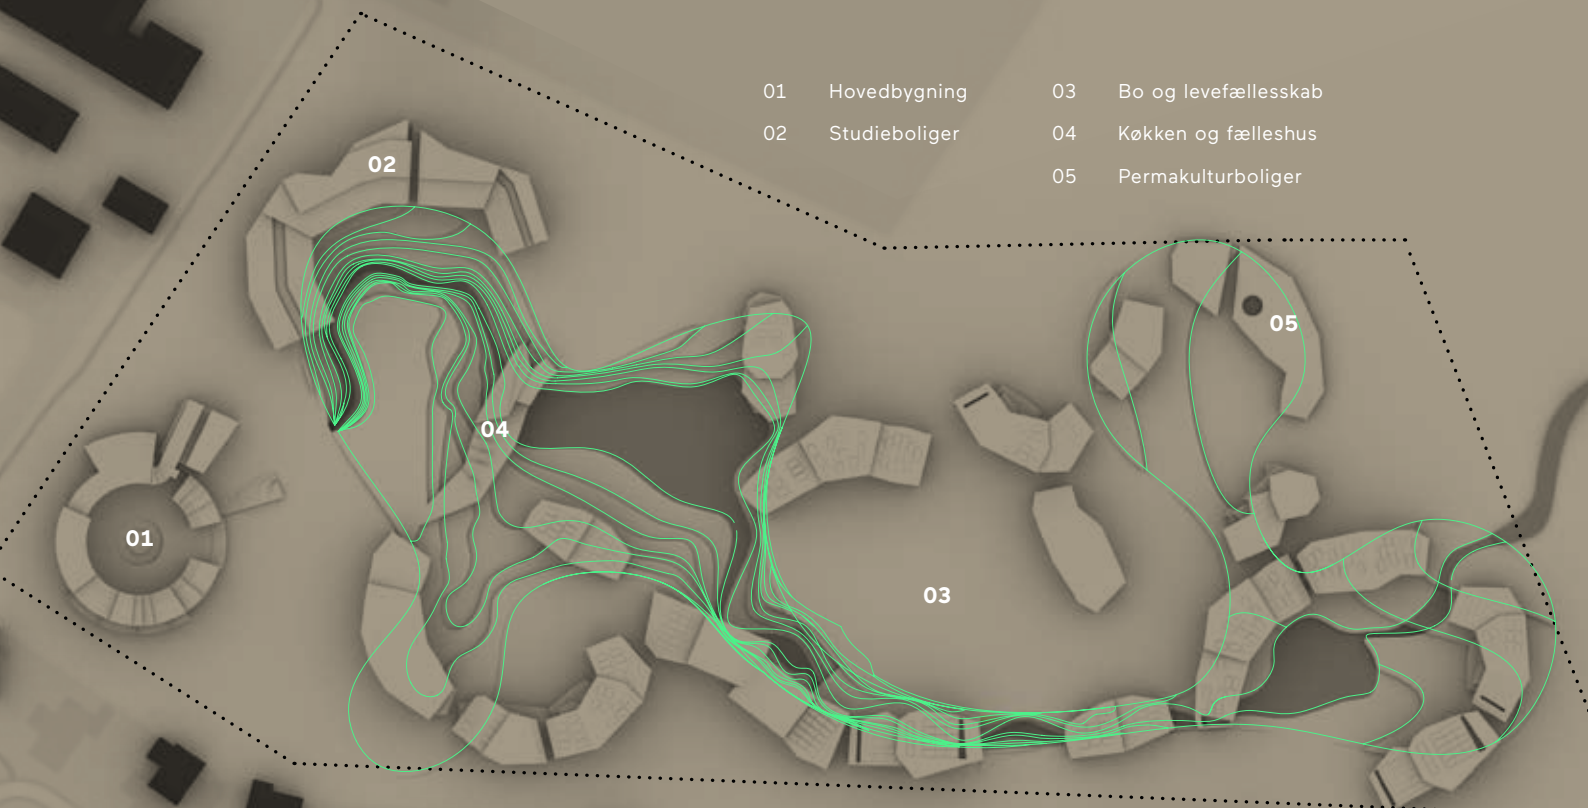 01 Hovedbygning
02 Studieboliger
03 Bo og levefællesskab
04 Køkken og fælleshus
05 Permakulturboliger
02
05
04
01
03